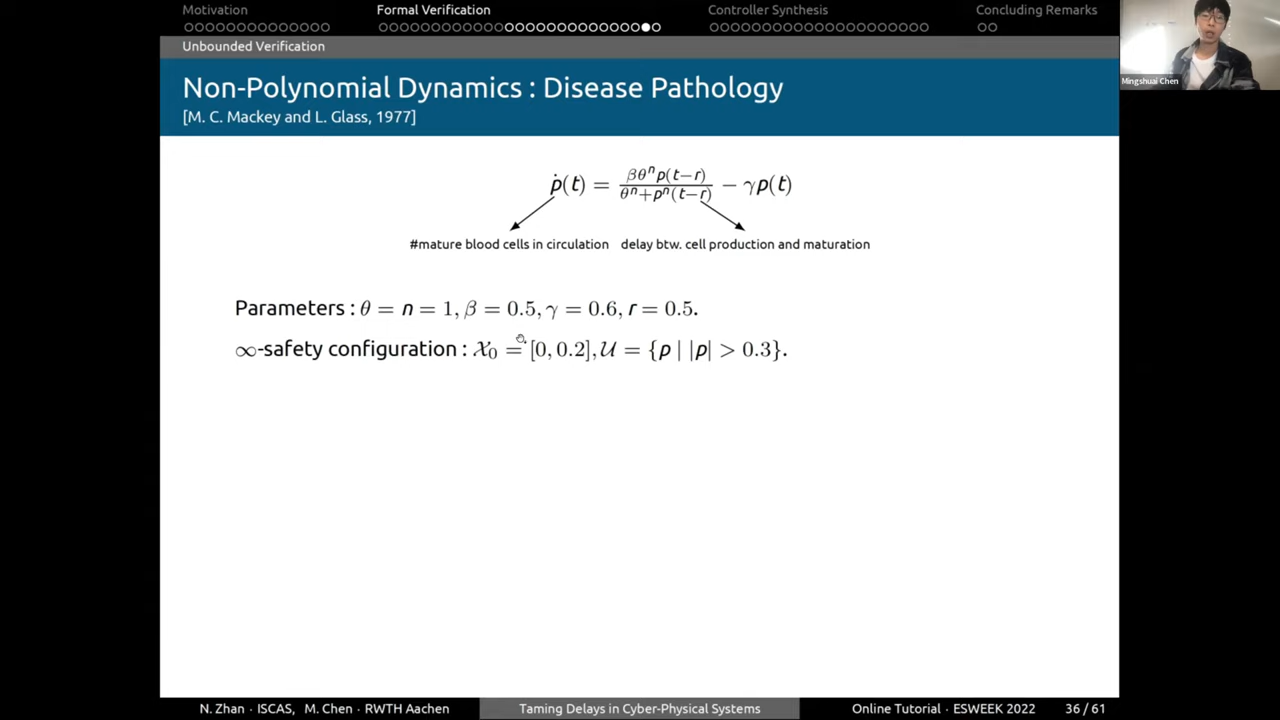 Motivation Formal Verification Controller Synthesis Concluding Remarks
Unbounded Verification
Non-Polynomial Dynamics : Disease Pathology
[M. C. Mackey and L. Glass, 1977]
ṗ(t) = βθⁿp(t−r) / θⁿ+pⁿ(t−r) − γp(t)
#mature blood cells in circulation delay btw. cell production and maturation
Parameters : θ = n = 1, β = 0.5, γ = 0.6, r = 0.5.
∞-safety configuration : 𝒳₀ = [0, 0.2], 𝒰 = {p | |p| > 0.3}.
N. Zhan · ISCAS, M. Chen · RWTH Aachen Taming Delays in Cyber-Physical Systems Online Tutorial · ESWEEK 2022 36 / 61
Mingshuai Chen